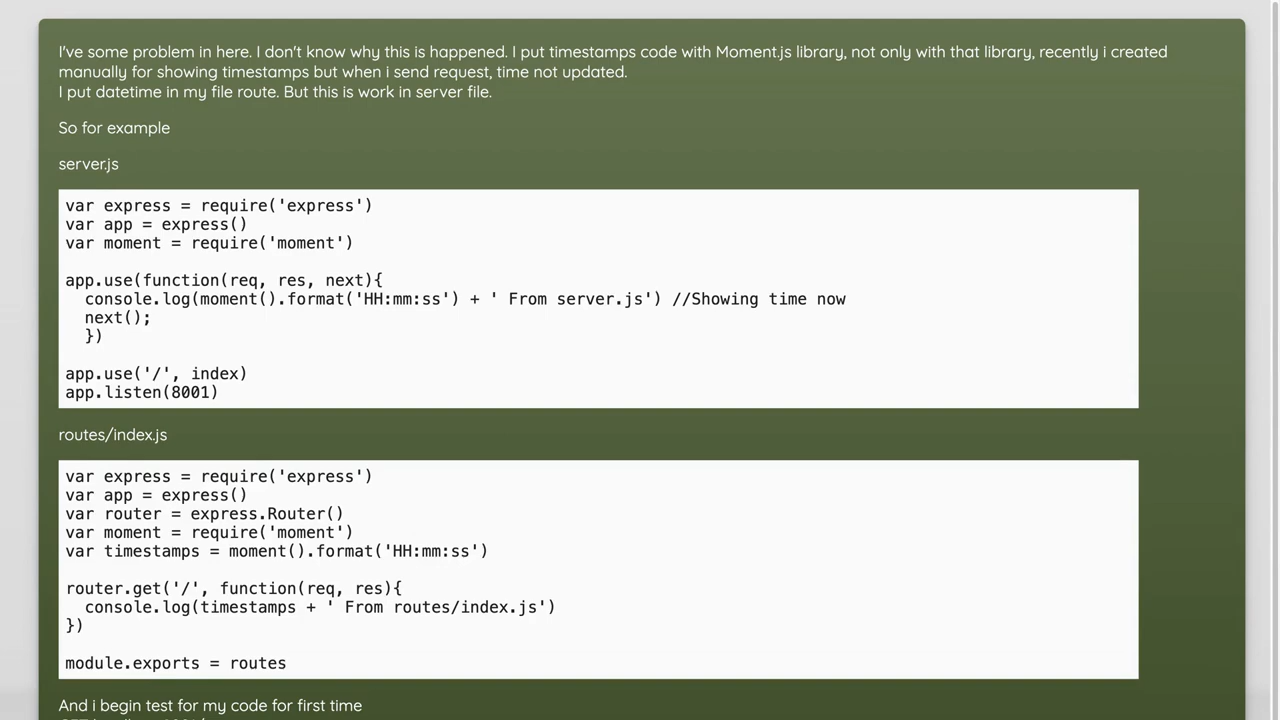 I've some problem in here. I don't know why this is happened. I put timestamps code with Moment.js library, not only with that library, recently i created
manually for showing timestamps but when i send request, time not updated.
I put datetime in my file route. But this is work in server file.
So for example
server.js
var express = require('express')
var app = express()
var moment = require('moment')
app.use(function(req, res, next){
  console.log(moment().format('HH:mm:ss') + ' From server.js') //Showing time now
  next();
  })
app.use('/', index)
app.listen(8001)
routes/index.js
var express = require('express')
var app = express()
var router = express.Router()
var moment = require('moment')
var timestamps = moment().format('HH:mm:ss')
router.get('/', function(req, res){
  console.log(timestamps + ' From routes/index.js')
})
module.exports = routes
And i begin test for my code for first time